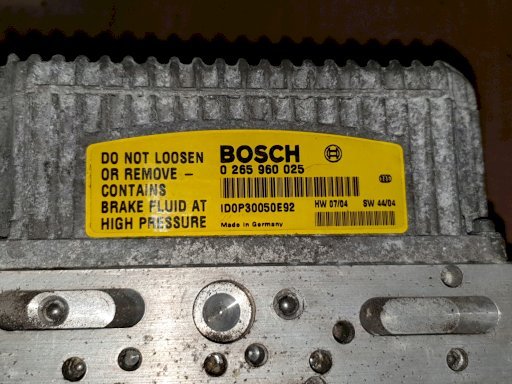 DO NOT LOOSEN
OR REMOVE -
CONTAINS
BRAKE FLUID AT
HIGH PRESSURE
BOSCH
0 265 960 025
ID0P30050E92
Made in Germany
HW 07/04 SW 44/04